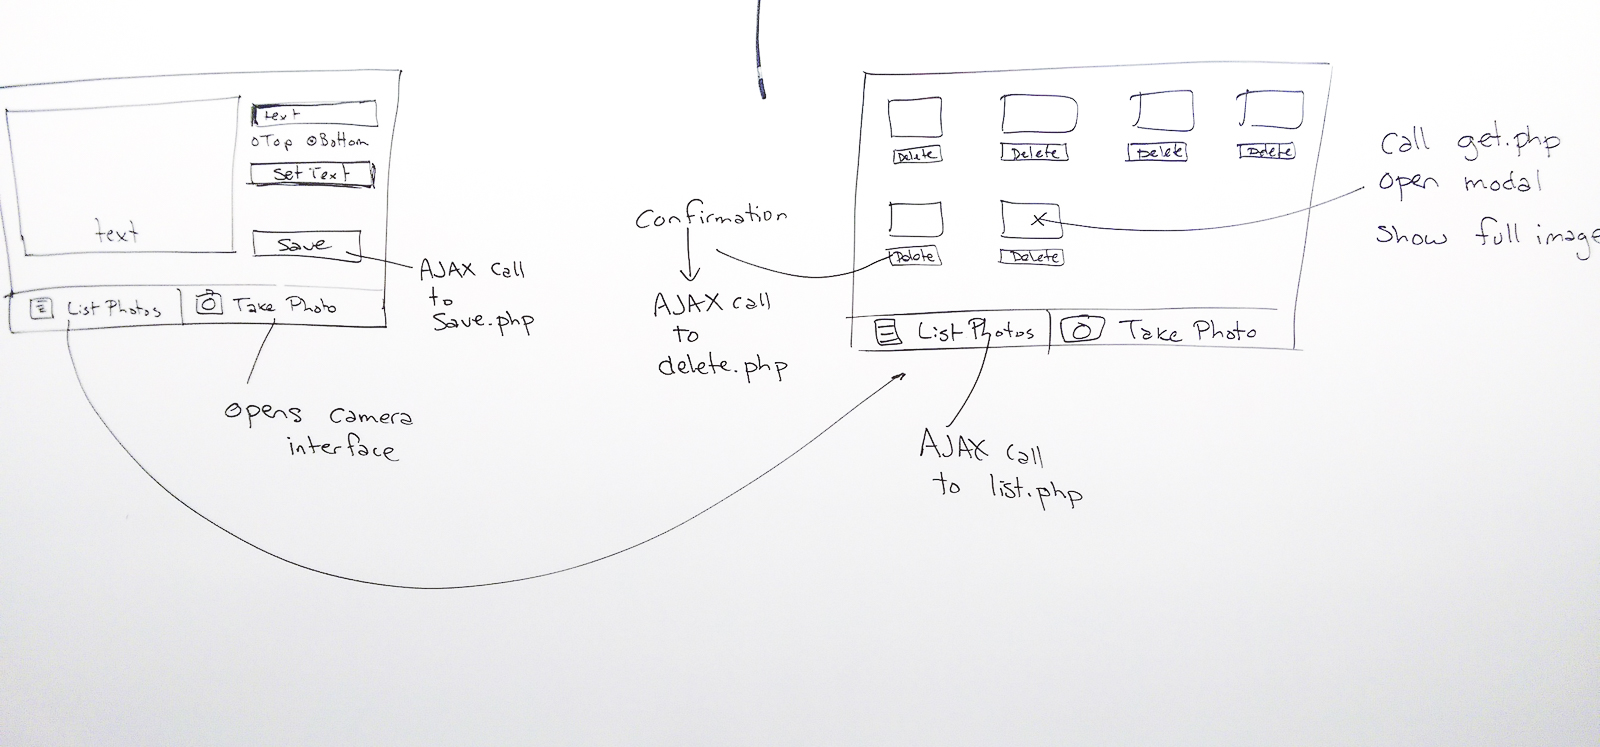 text
Top Bottom
Set Text
text
Save
List Photos
Take Photo
AJAX call
to
Save.php
Opens camera
interface
Confirmation
AJAX call
to
delete.php
Delete
Delete
Delete
Delete
Delete
X
Delete
List Photos
Take Photo
AJAX call
to list.php
Call get.php
Open modal
Show full image